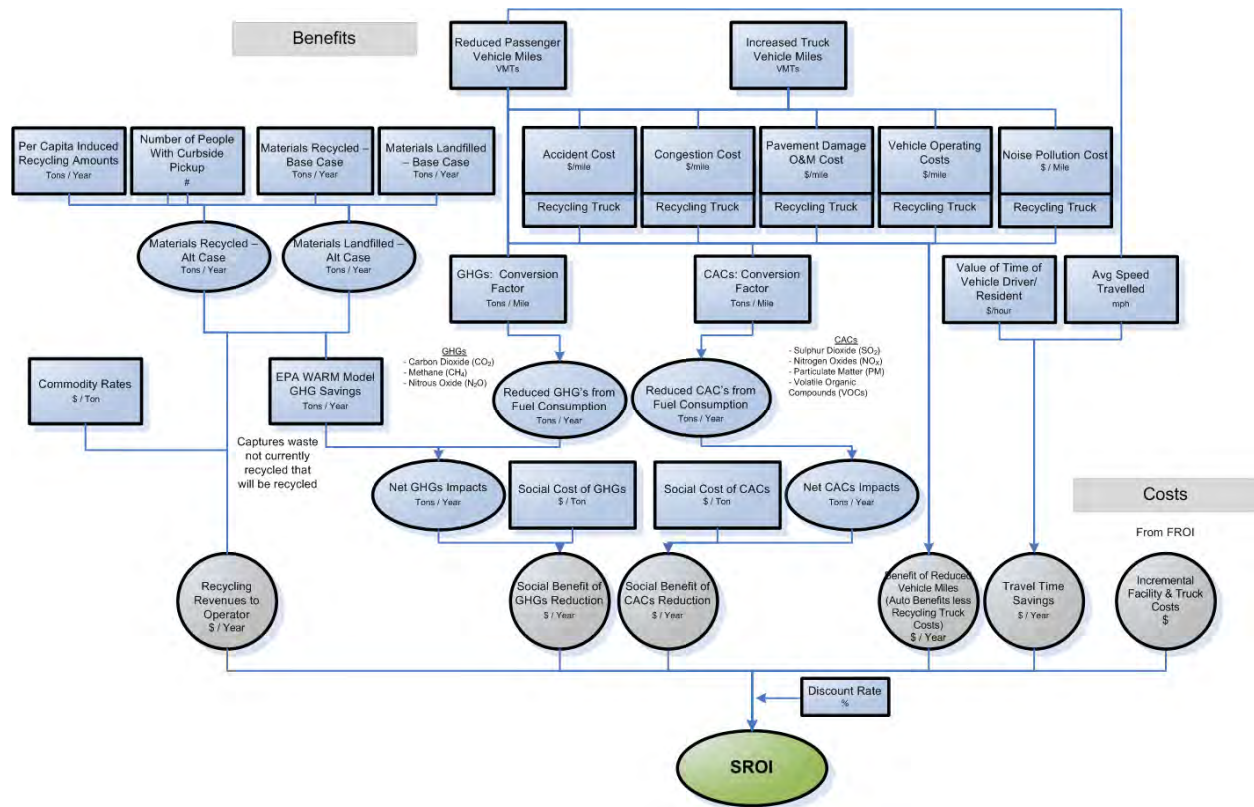 Benefits
Reduced Passenger
Vehicle Miles
VMTs
Increased Truck
Vehicle Miles
VMTs
Per Capita Induced
Recycling Amounts
Tons / Year
Number of People
With Curbside
Pickup
#
Materials Recycled –
Base Case
Tons / Year
Materials Landfilled
– Base Case
Tons / Year
Accident Cost
$/mile
Recycling Truck
Congestion Cost
$/mile
Recycling Truck
Pavement Damage
O&M Cost
$/mile
Recycling Truck
Vehicle Operating
Costs
$/mile
Recycling Truck
Noise Pollution Cost
$ / Mile
Recycling Truck
Materials Recycled –
Alt Case
Tons / Year
Materials Landfilled –
Alt Case
Tons / Year
GHGs: Conversion
Factor
Tons / Mile
CACs: Conversion
Factor
Tons / Mile
Value of Time of
Vehicle Driver/
Resident
$/hour
Avg Speed
Travelled
mph
Commodity Rates
$ / Ton
EPA WARM Model
GHG Savings
Tons / Year
GHGs
- Carbon Dioxide (CO₂)
- Methane (CH₄)
- Nitrous Oxide (N₂O)
Reduced GHG's from
Fuel Consumption
Tons / Year
Reduced CAC's from
Fuel Consumption
Tons / Year
CACs
- Sulphur Dioxide (SO₂)
- Nitrogen Oxides (NOₓ)
- Particulate Matter (PM)
- Volatile Organic
Compounds (VOCs)
Captures waste
not currently
recycled that
will be recycled
Net GHGs Impacts
Tons / Year
Social Cost of GHGs
$ / Ton
Social Cost of CACs
$ / Ton
Net CACs Impacts
Tons / Year
Costs
From FROI
Recycling
Revenues to
Operator
$ / Year
Social Benefit of
GHGs Reduction
$ / Year
Social Benefit of
CACs Reduction
$ / Year
Benefit of Reduced
Vehicle Miles
(Auto Benefits less
Recycling Truck
Costs)
$ / Year
Travel Time
Savings
$ / Year
Incremental
Facility & Truck
Costs
$
Discount Rate
%
SROI